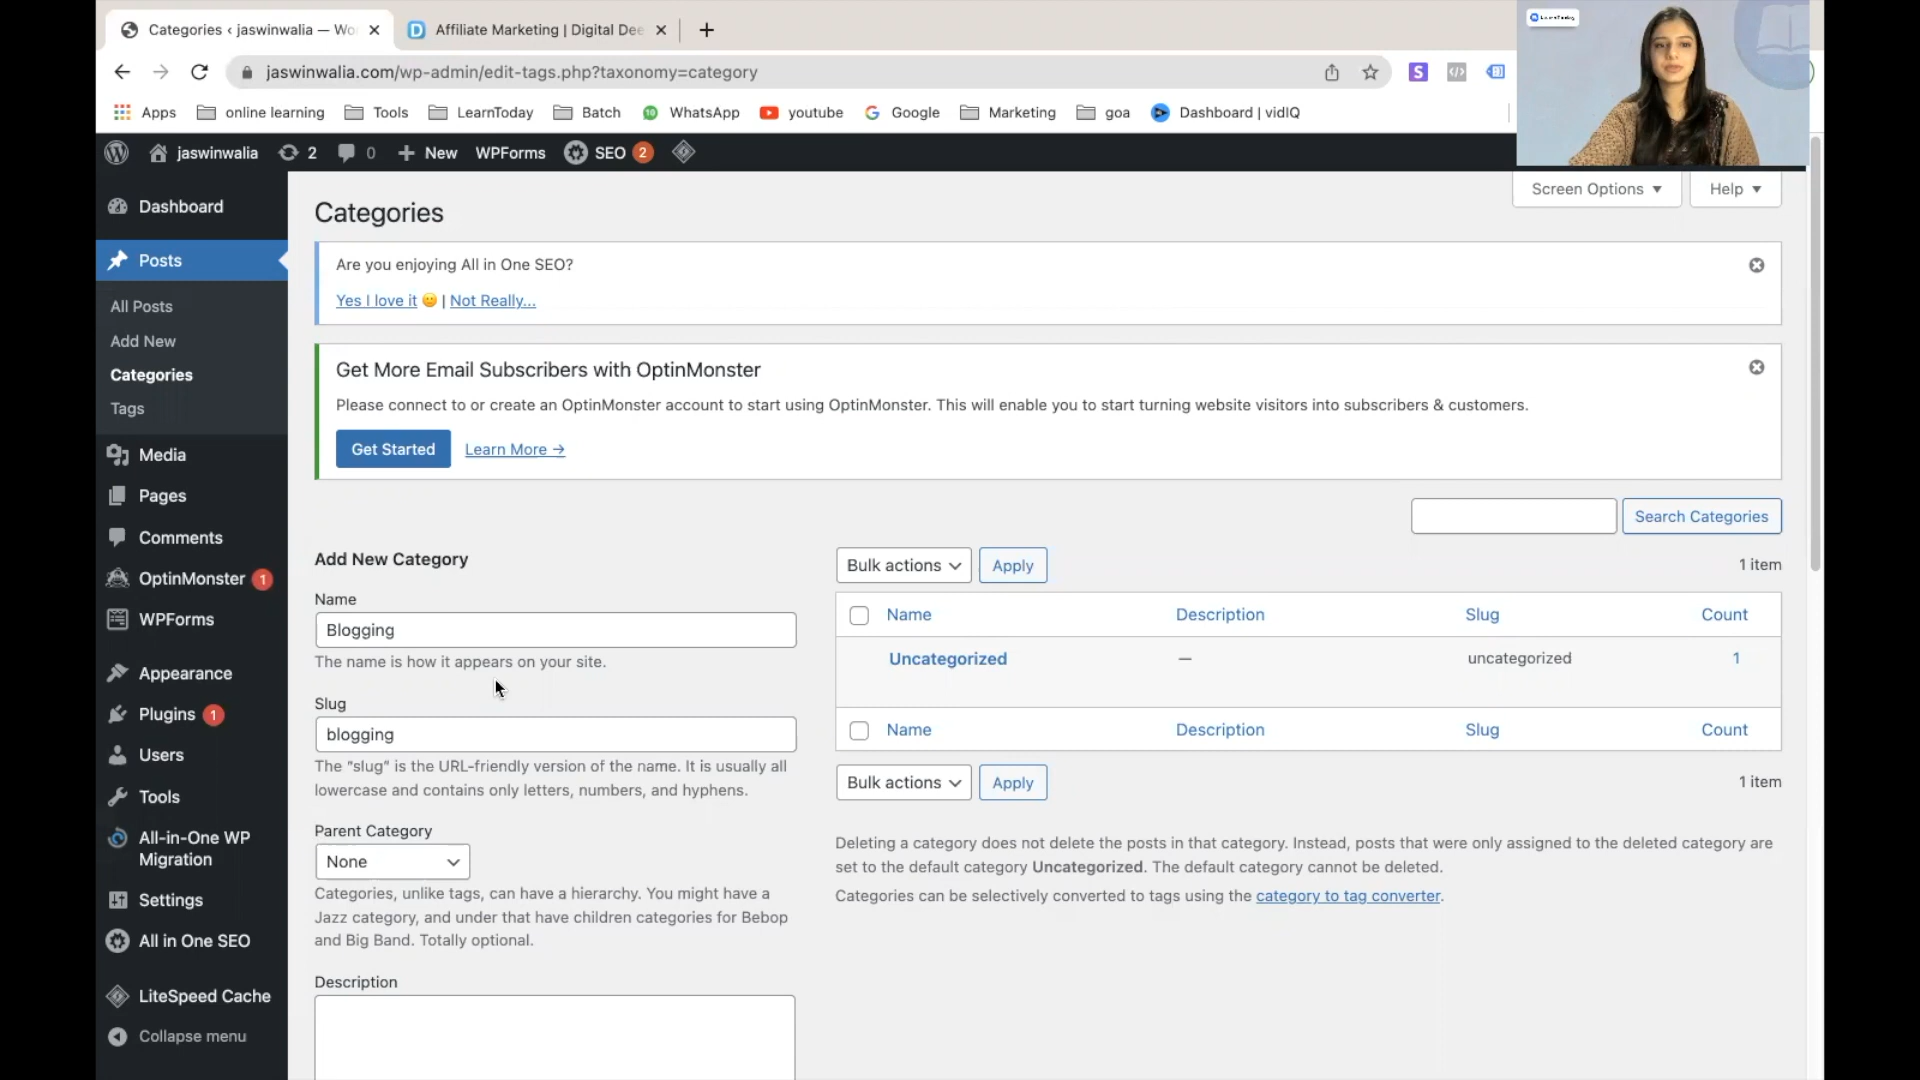 Categories ‹ jaswinwalia — Wo
Affiliate Marketing | Digital Dee
jaswinwalia.com/wp-admin/edit-tags.php?taxonomy=category
Apps
online learning
Tools
LearnToday
Batch
WhatsApp
youtube
Google
Marketing
goa
Dashboard | vidIQ
jaswinwalia
2
0
New
WPForms
SEO 2
Screen Options
Help
Dashboard
Posts
All Posts
Add New
Categories
Tags
Media
Pages
Comments
OptinMonster 1
WPForms
Appearance
Plugins 1
Users
Tools
All-in-One WP
Migration
Settings
All in One SEO
LiteSpeed Cache
Collapse menu
Categories
Are you enjoying All in One SEO?
Yes I love it 🙂 | Not Really...
Get More Email Subscribers with OptinMonster
Please connect to or create an OptinMonster account to start using OptinMonster. This will enable you to start turning website visitors into subscribers & customers.
Get Started
Learn More →
Search Categories
Add New Category
Name
Blogging
The name is how it appears on your site.
Slug
blogging
The "slug" is the URL-friendly version of the name. It is usually all
lowercase and contains only letters, numbers, and hyphens.
Parent Category
None
Categories, unlike tags, can have a hierarchy. You might have a
Jazz category, and under that have children categories for Bebop
and Big Band. Totally optional.
Description
Bulk actions
Apply
1 item
Name Description Slug Count
Uncategorized — uncategorized 1
Name Description Slug Count
Bulk actions
Apply
1 item
Deleting a category does not delete the posts in that category. Instead, posts that were only assigned to the deleted category are
set to the default category Uncategorized. The default category cannot be deleted.
Categories can be selectively converted to tags using the category to tag converter.